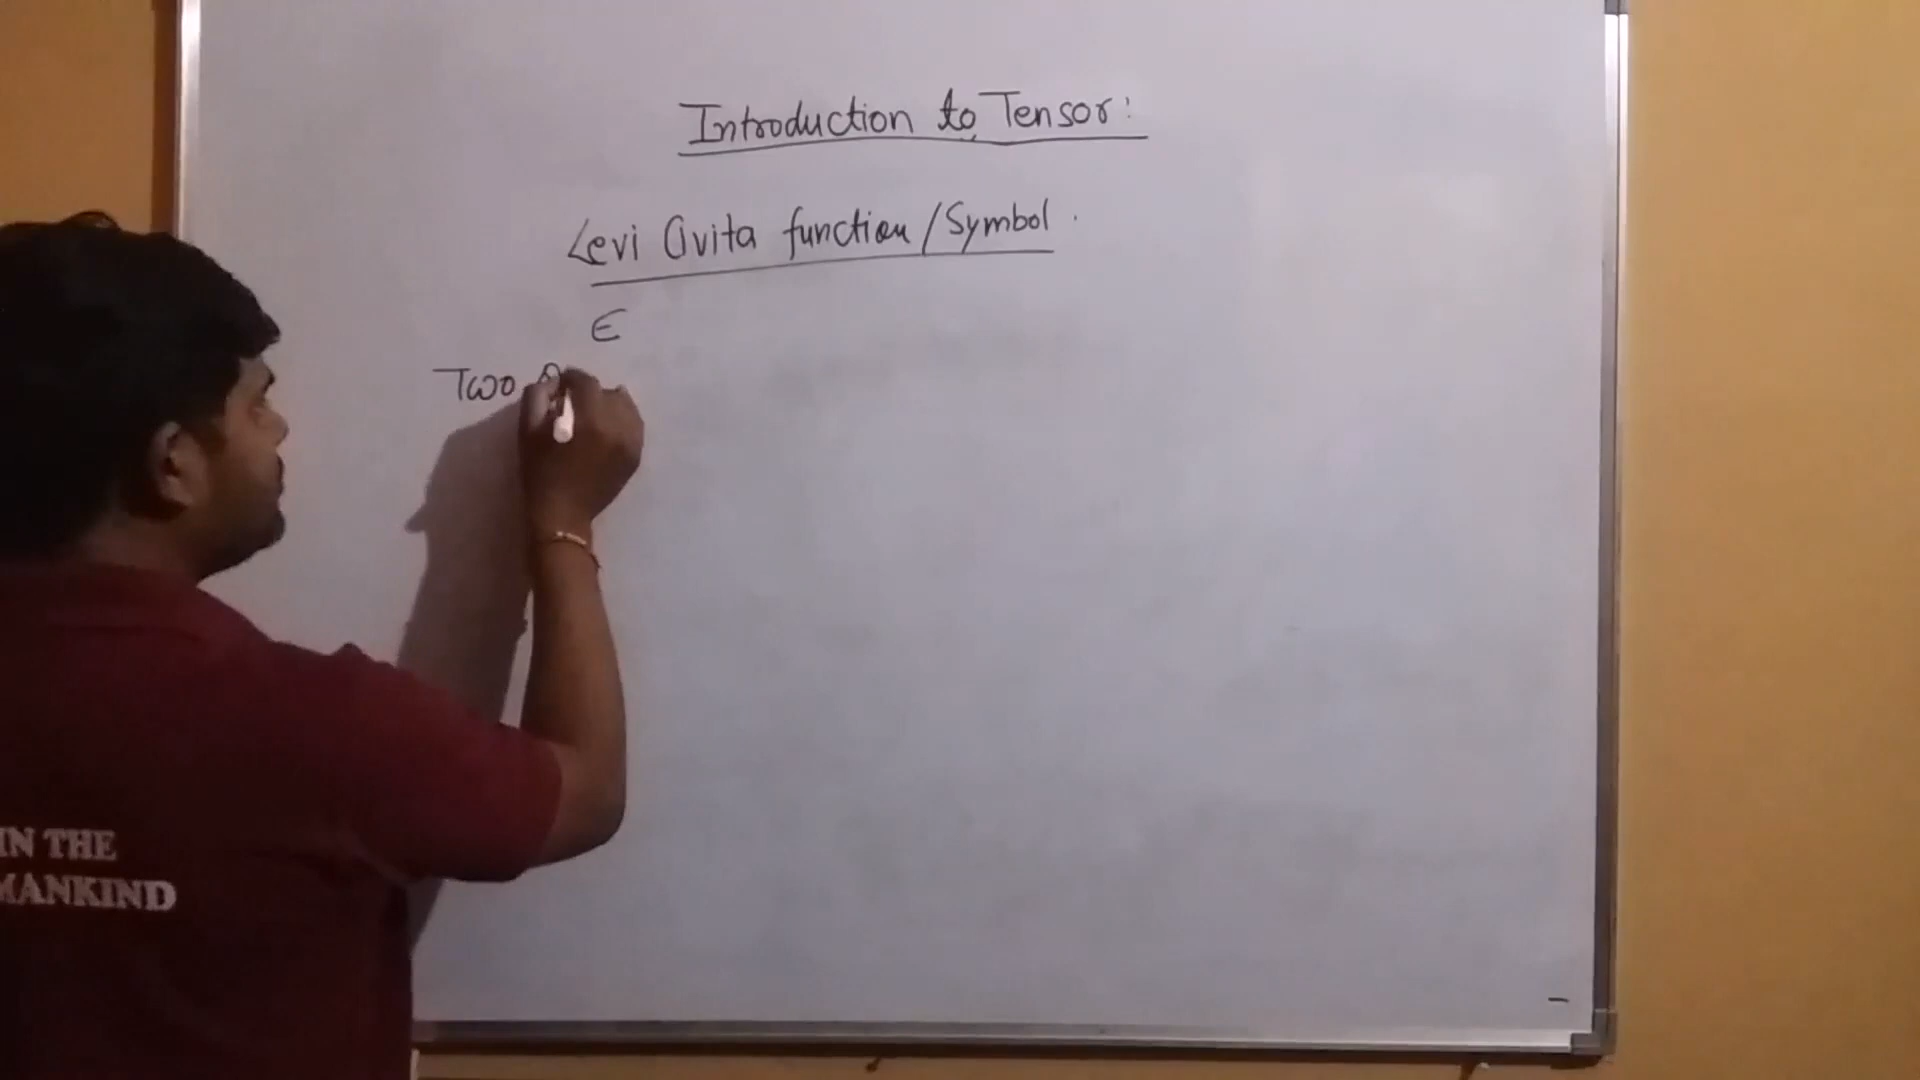 Introduction to Tensor:
Levi Civita function/Symbol.
∈
Two
IN THE
MANKIND